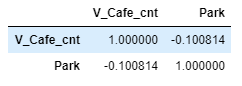 V_Cafe_cnt Park
V_Cafe_cnt 1.000000 -0.100814
Park -0.100814 1.000000